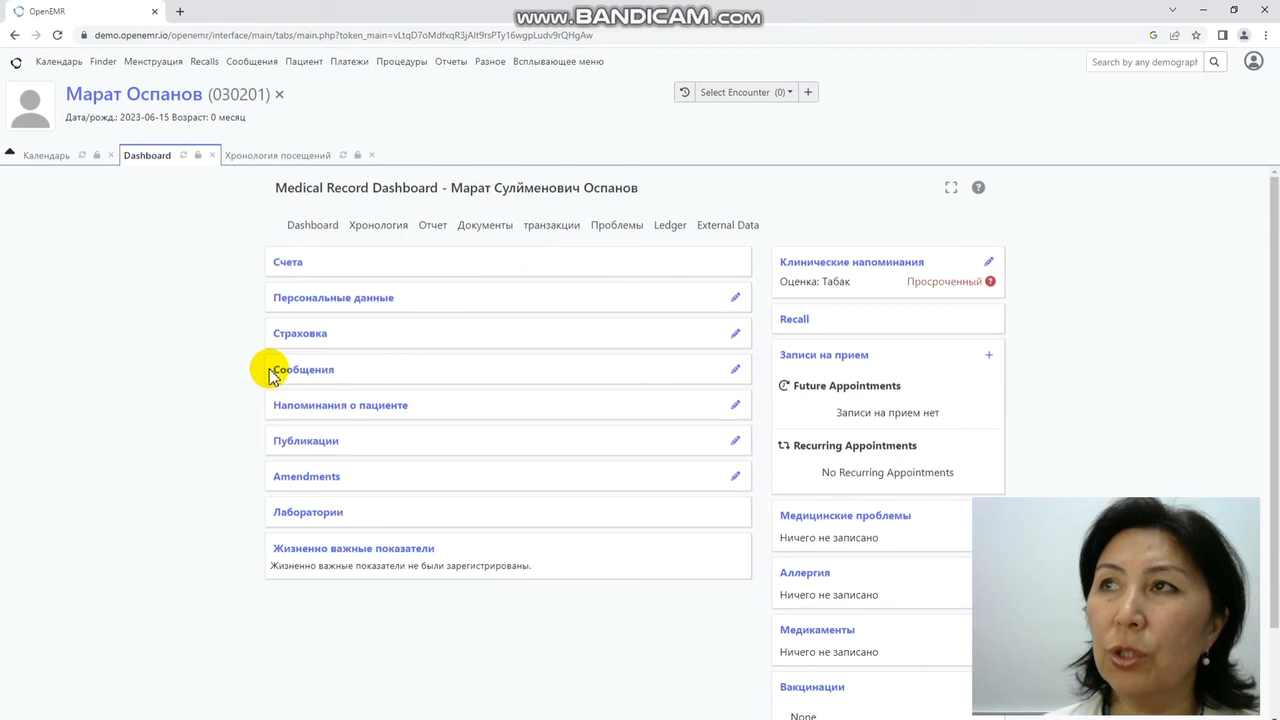 www.BANDICAM.com
OpenEMR
demo.openemr.io/openemr/interface/main/tabs/main.php?token_main=vLtqD7oMdfxqR3jAlt9rsPTy16wgpLudv9rQHgAw
Календарь Finder Менструация Recalls Сообщения Пациент Платежи Процедуры Отчеты Разное Всплывающее меню
Search by any demograph
Марат Оспанов (030201)
Select Encounter (0)
Дата/рожд.: 2023-06-15 Возраст: 0 месяц
Календарь Dashboard Хронология посещений
Medical Record Dashboard - Марат Сулйменович Оспанов
Dashboard Хронология Отчет Документы транзакции Проблемы Ledger External Data
Счета
Персональные данные
Страховка
Сообщения
Напоминания о пациенте
Публикации
Amendments
Лаборатории
Жизненно важные показатели
Жизненно важные показатели не были зарегистрированы.
Клинические напоминания
Оценка: Табак Просроченный
Recall
Записи на прием
Future Appointments
Записи на прием нет
Recurring Appointments
No Recurring Appointments
Медицинские проблемы
Ничего не записано
Аллергия
Ничего не записано
Медикаменты
Ничего не записано
Вакцинации
None